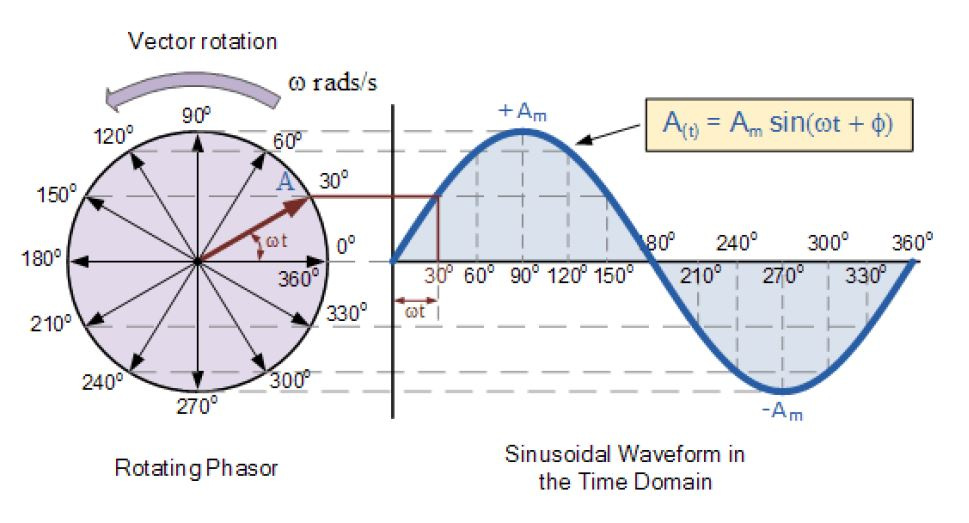 Vector rotation
ω rads/s
90°
120°
60°
150°
A
30°
180°
ωt
0°
360°
210°
330°
240°
300°
270°
Rotating Phasor
+Am
A(t) = Am sin(ωt + ϕ)
30° 60° 90° 120° 150° 180° 240° 300° 360°
210° 270° 330°
ωt
-Am
Sinusoidal Waveform in
the Time Domain